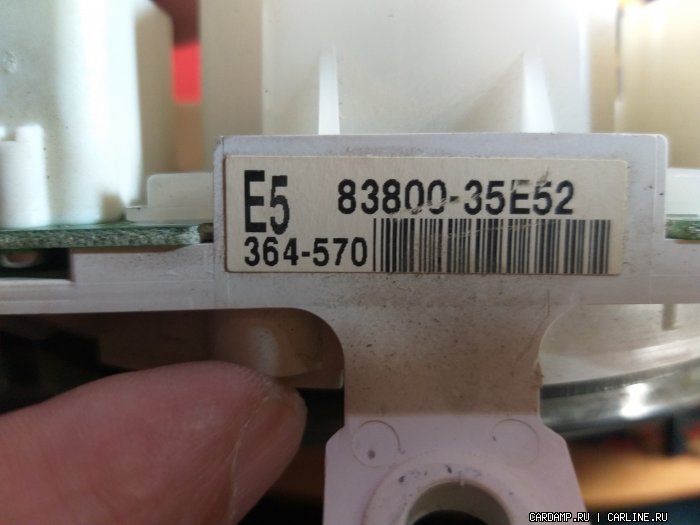 E5 83800-35E52
364-570
CARDAMP.RU | CARLINE.RU